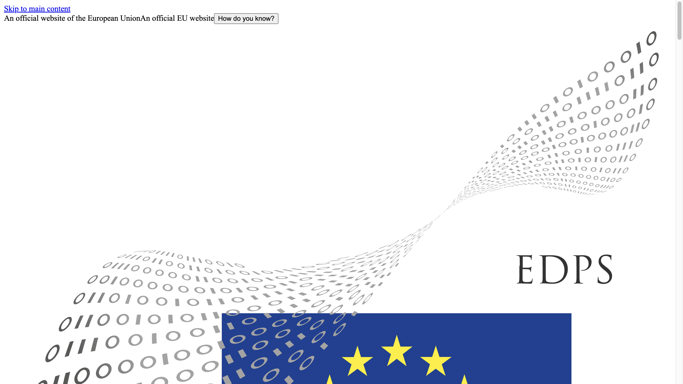 Skip to main content
An official website of the European UnionAn official EU website How do you know?
EDPS